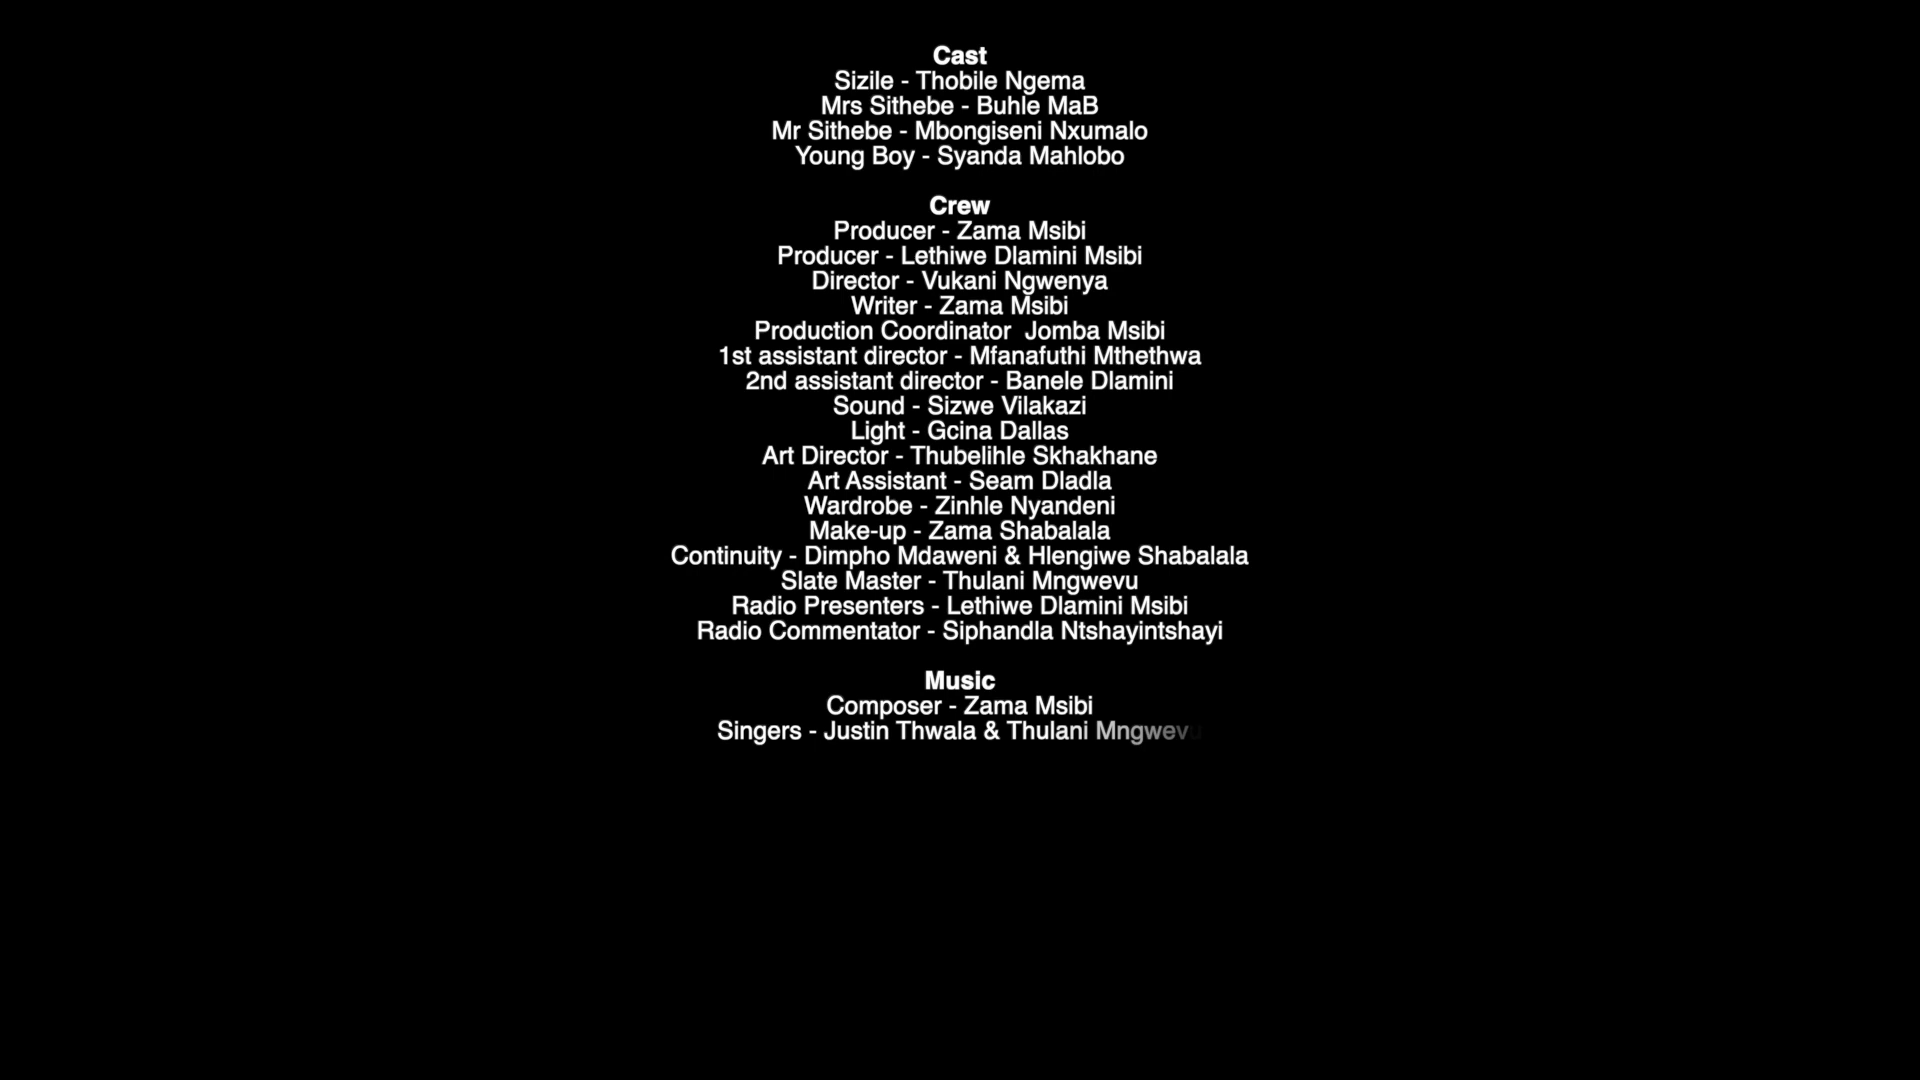 Cast
Sizile - Thobile Ngema
Mrs Sithebe - Buhle MaB
Mr Sithebe - Mbongiseni Nxumalo
Young Boy - Syanda Mahlobo
Crew
Producer - Zama Msibi
Producer - Lethiwe Dlamini Msibi
Director - Vukani Ngwenya
Writer - Zama Msibi
Production Coordinator  Jomba Msibi
1st assistant director - Mfanafuthi Mthethwa
2nd assistant director - Banele Dlamini
Sound - Sizwe Vilakazi
Light - Gcina Dallas
Art Director - Thubelihle Skhakhane
Art Assistant - Seam Dladla
Wardrobe - Zinhle Nyandeni
Make-up - Zama Shabalala
Continuity - Dimpho Mdaweni & Hlengiwe Shabalala
Slate Master - Thulani Mngwevu
Radio Presenters - Lethiwe Dlamini Msibi
Radio Commentator - Siphandla Ntshayintshayi
Music
Composer - Zama Msibi
Singers - Justin Thwala & Thulani Mngwevu